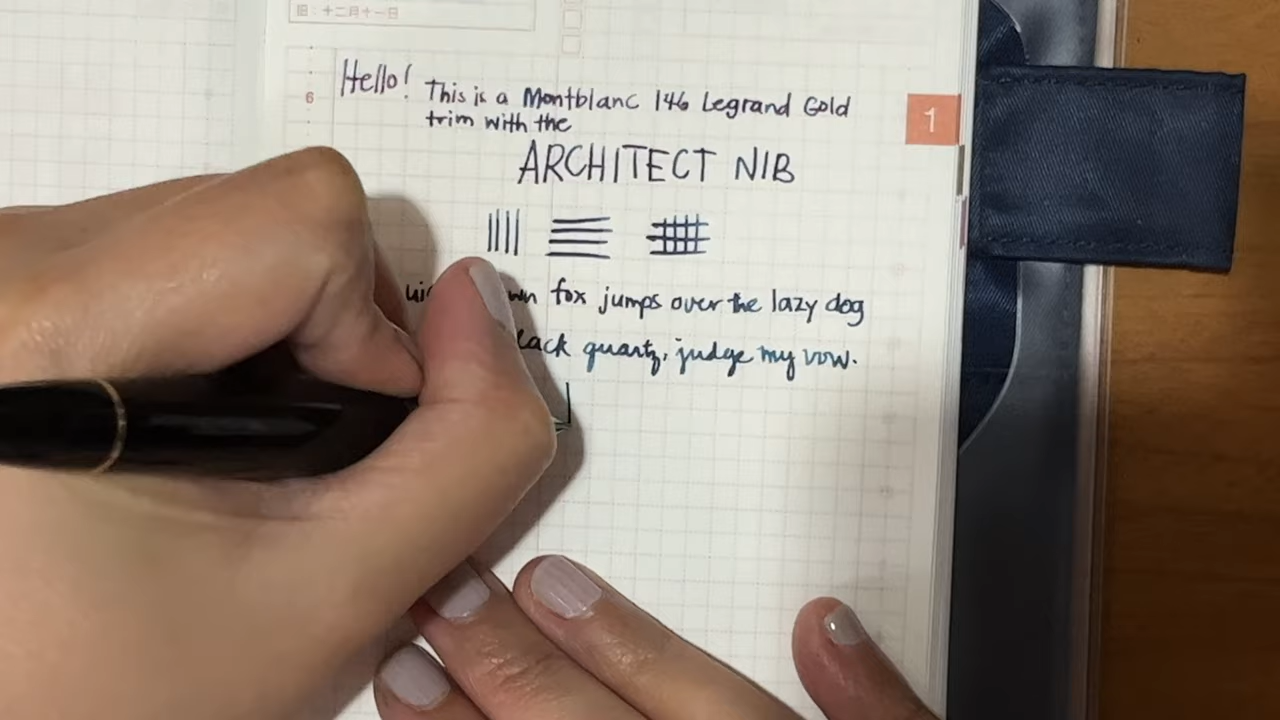 旧：十二月十一日
6
Hello! This is a Montblanc 146 Legrand Gold
trim with the
1
ARCHITECT NIB
fox jumps over the lazy dog
quartz, judge my vow.